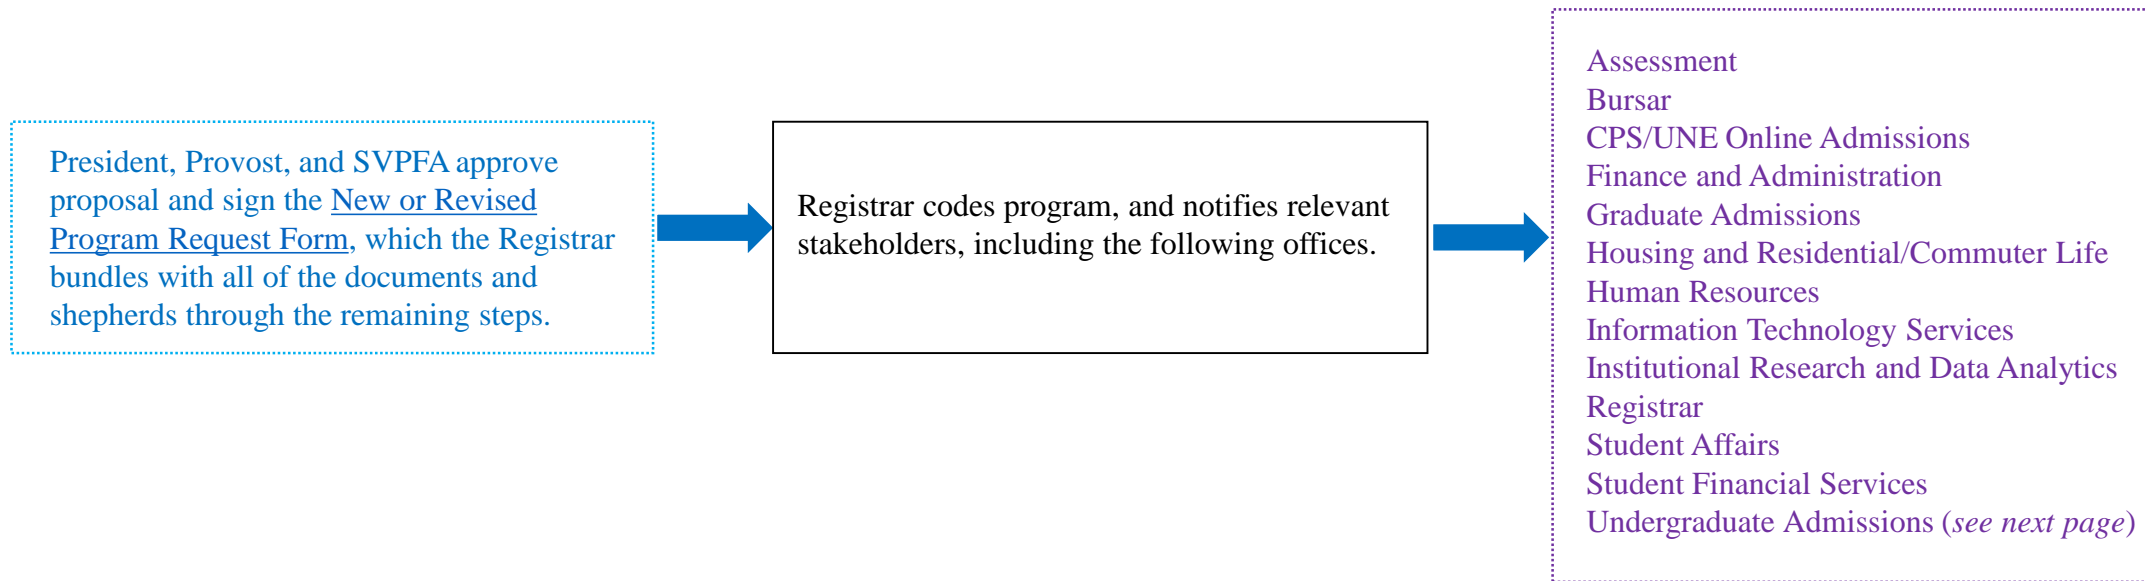 President, Provost, and SVPFA approve
proposal and sign the New or Revised
Program Request Form, which the Registrar
bundles with all of the documents and
shepherds through the remaining steps.
Registrar codes program, and notifies relevant
stakeholders, including the following offices.
Assessment
Bursar
CPS/UNE Online Admissions
Finance and Administration
Graduate Admissions
Housing and Residential/Commuter Life
Human Resources
Information Technology Services
Institutional Research and Data Analytics
Registrar
Student Affairs
Student Financial Services
Undergraduate Admissions (see next page)